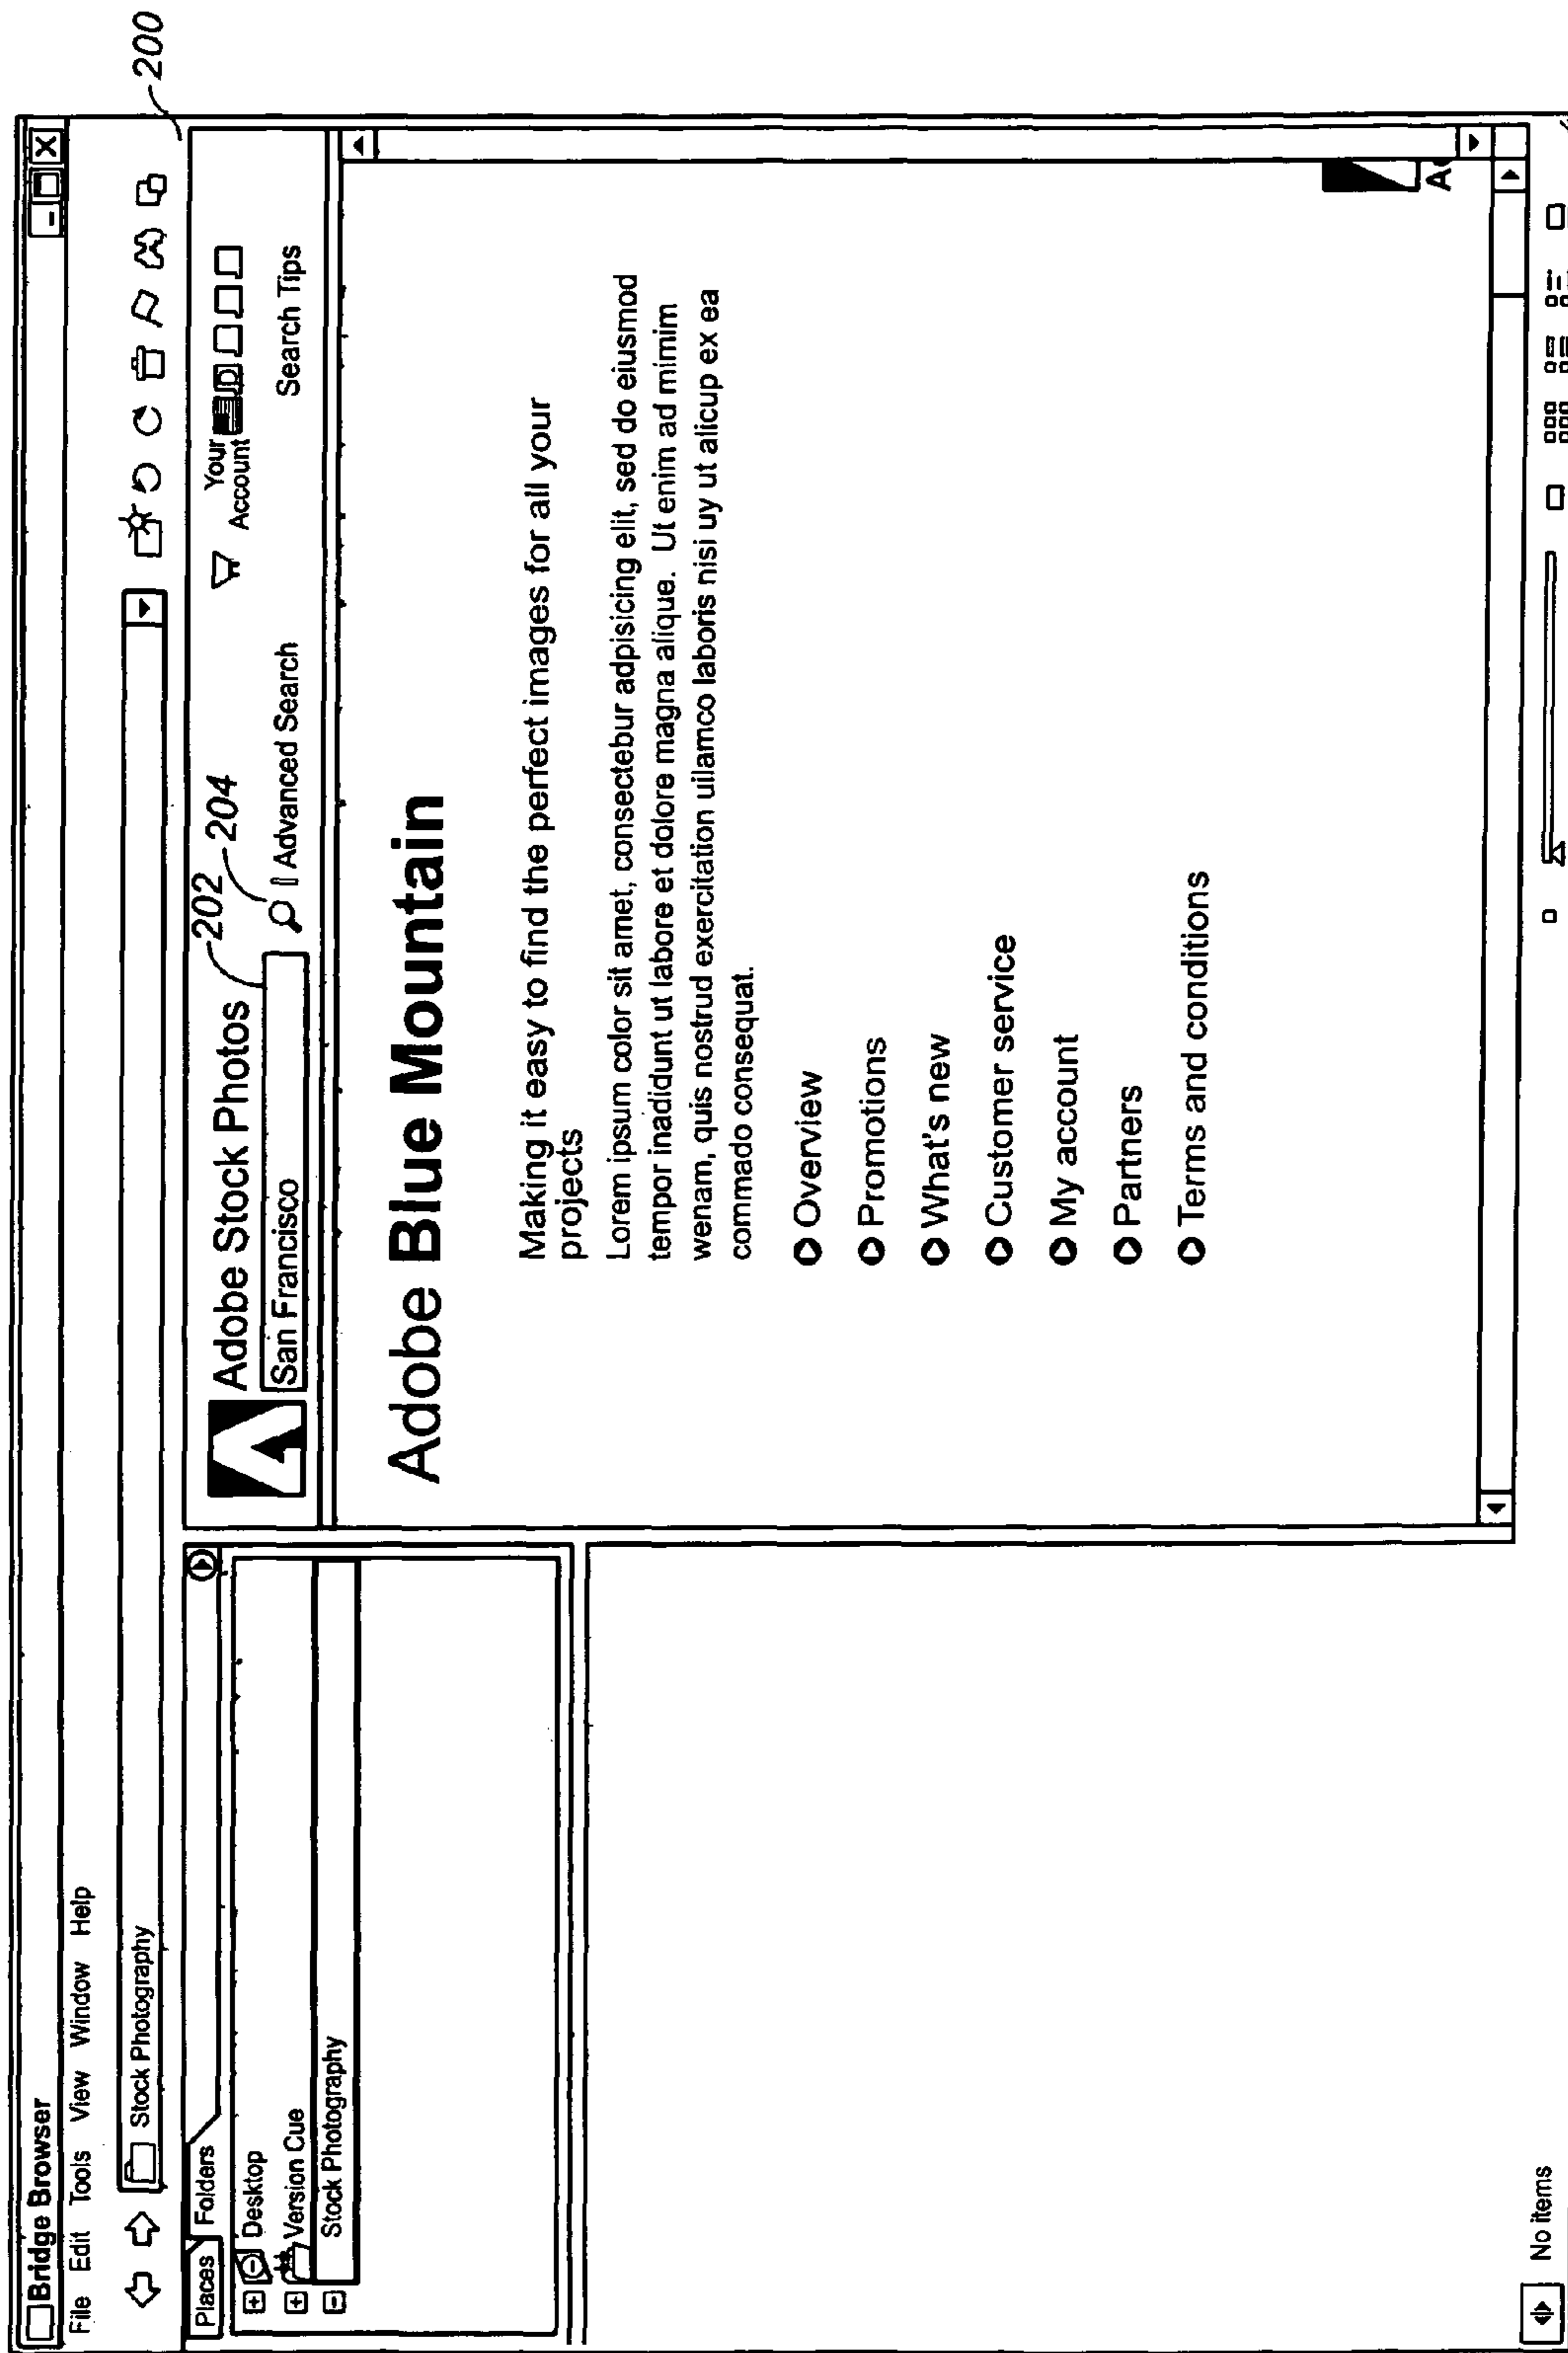 200
Bridge Browser
File Edit Tools View Window Help
Stock Photography
Places Folders
Desktop
Version Cue
Stock Photography
Adobe Stock Photos
202
204
San Francisco
Advanced Search
Your
Account
Search Tips
Adobe Blue Mountain
Making it easy to find the perfect images for all your
projects
Lorem ipsum color sit amet, consectebur adpisicing elit, sed do eiusmod
tempor inadidunt ut labore et dolore magna alique. Ut enim ad mimim
wenam, quis nostrud exercitation uilamco laboris nisi uy ut alicup ex ea
commado consequat.
Overview
Promotions
What's new
Customer service
My account
Partners
Terms and conditions
No items